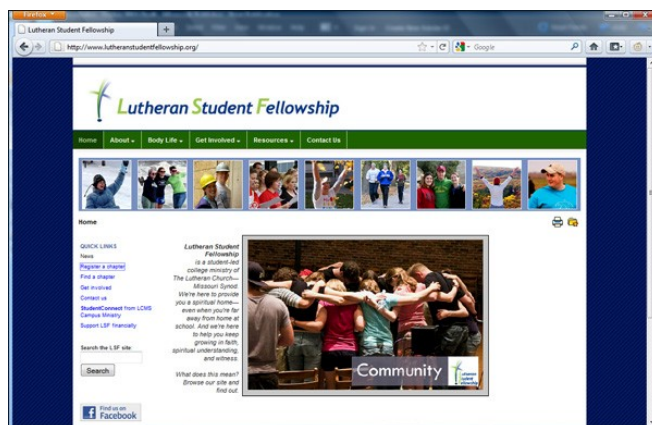 Firefox
Lutheran Student Fellowship
http://www.lutheranstudentfellowship.org/
Google
Lutheran Student Fellowship
Home About Body Life Get Involved Resources Contact Us
Home
QUICK LINKS
News
Register a chapter
Find a chapter
Get involved
Contact us
StudentConnect from LCMS
Campus Ministry
Support LSF financially
Search the LSF site
Search
Find us on
Facebook
Lutheran Student
Fellowship
is a student-led
college ministry of
The Lutheran Church—
Missouri Synod.
We're here to provide
you a spiritual home—
even when you're far
away from home at
school. And we're here
to help you keep
growing in faith,
spiritual understanding,
and witness.
What does this mean?
Browse our site and
find out.
Community
Lutheran
Student
Fellowship